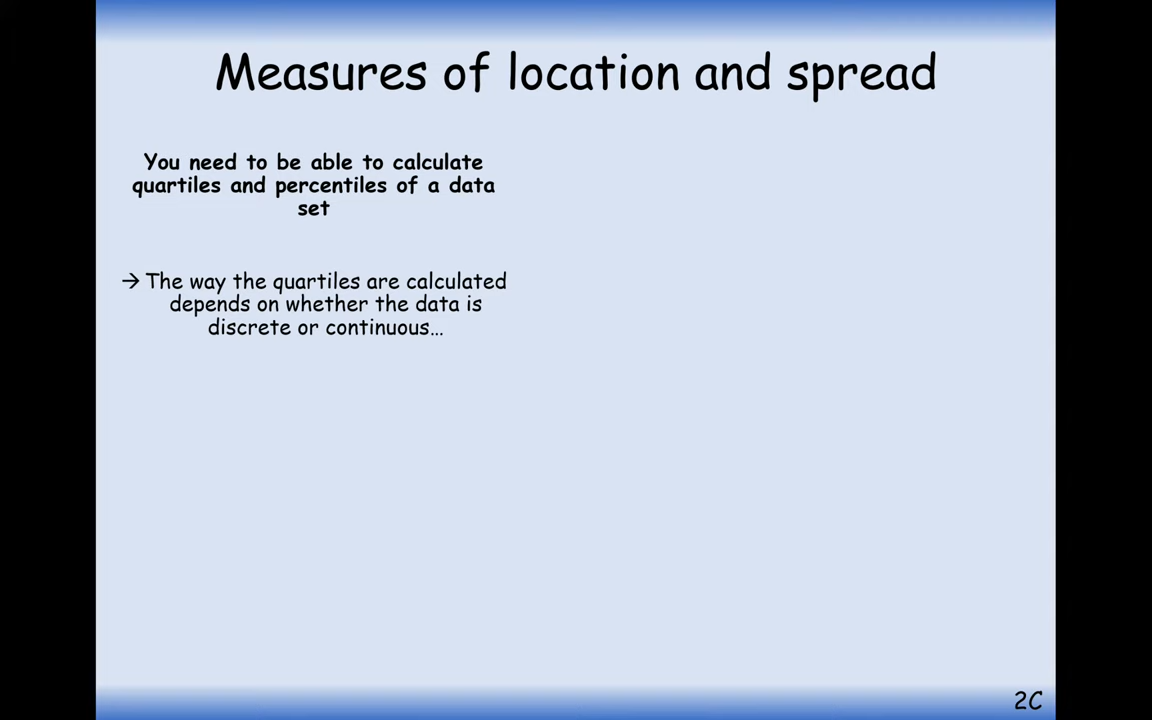 Measures of location and spread
You need to be able to calculate
quartiles and percentiles of a data
set
→ The way the quartiles are calculated
depends on whether the data is
discrete or continuous…
2C